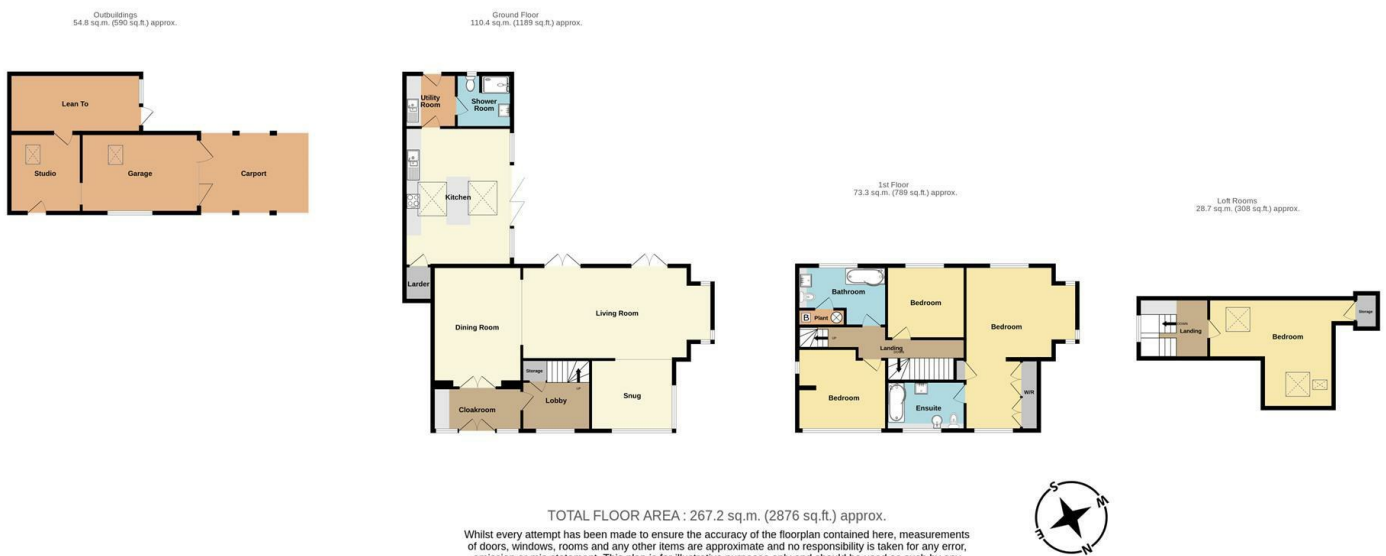 Outbuildings
54.8 sq.m. (590 sq.ft.) approx.
Ground Floor
110.4 sq.m. (1189 sq.ft.) approx.
1st Floor
73.3 sq.m. (789 sq.ft.) approx.
Loft Rooms
28.7 sq.m. (308 sq.ft.) approx.
Lean To
Studio
Garage
Carport
Utility
Room
Shower
Room
Kitchen
Larder
Dining Room
Living Room
Storage
UP
Snug
Cloakroom
Lobby
Bathroom
B
Plant
Bedroom
Bedroom
UP
Landing
DOWN
Bedroom
Ensuite
W/R
Landing
DOWN
Bedroom
Storage
S
W
E
N
TOTAL FLOOR AREA : 267.2 sq.m. (2876 sq.ft.) approx.
Whilst every attempt has been made to ensure the accuracy of the floorplan contained here, measurements
of doors, windows, rooms and any other items are approximate and no responsibility is taken for any error,